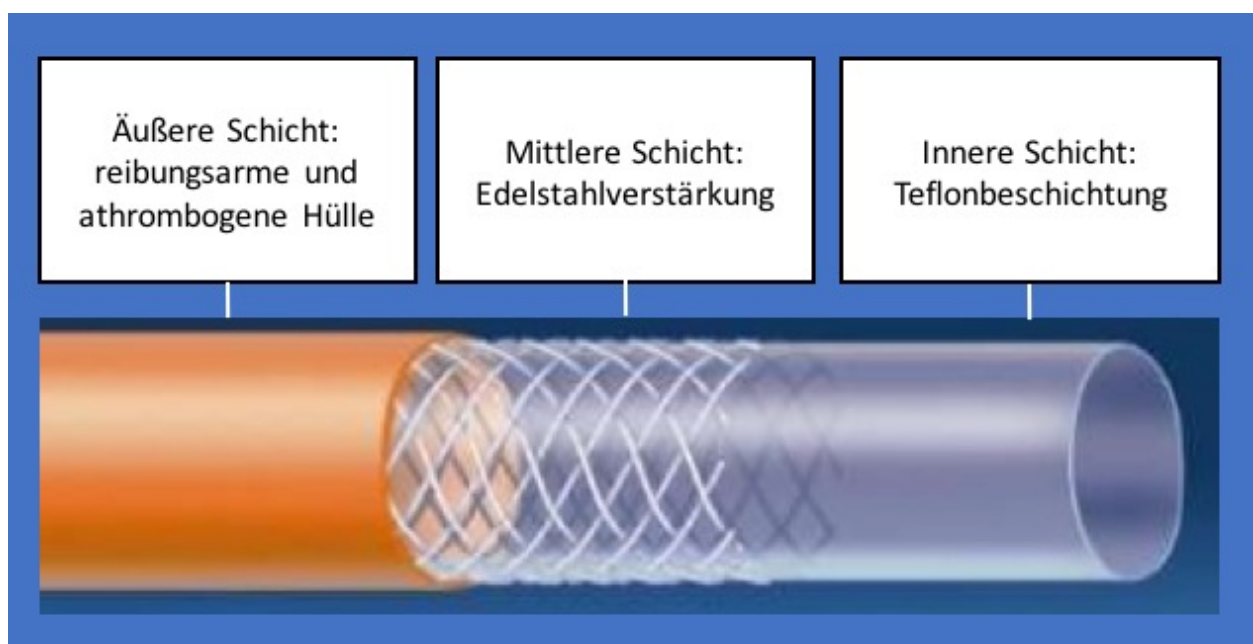 Äußere Schicht:
reibungsarme und
athrombogene Hülle
Mittlere Schicht:
Edelstahlverstärkung
Innere Schicht:
Teflonbeschichtung